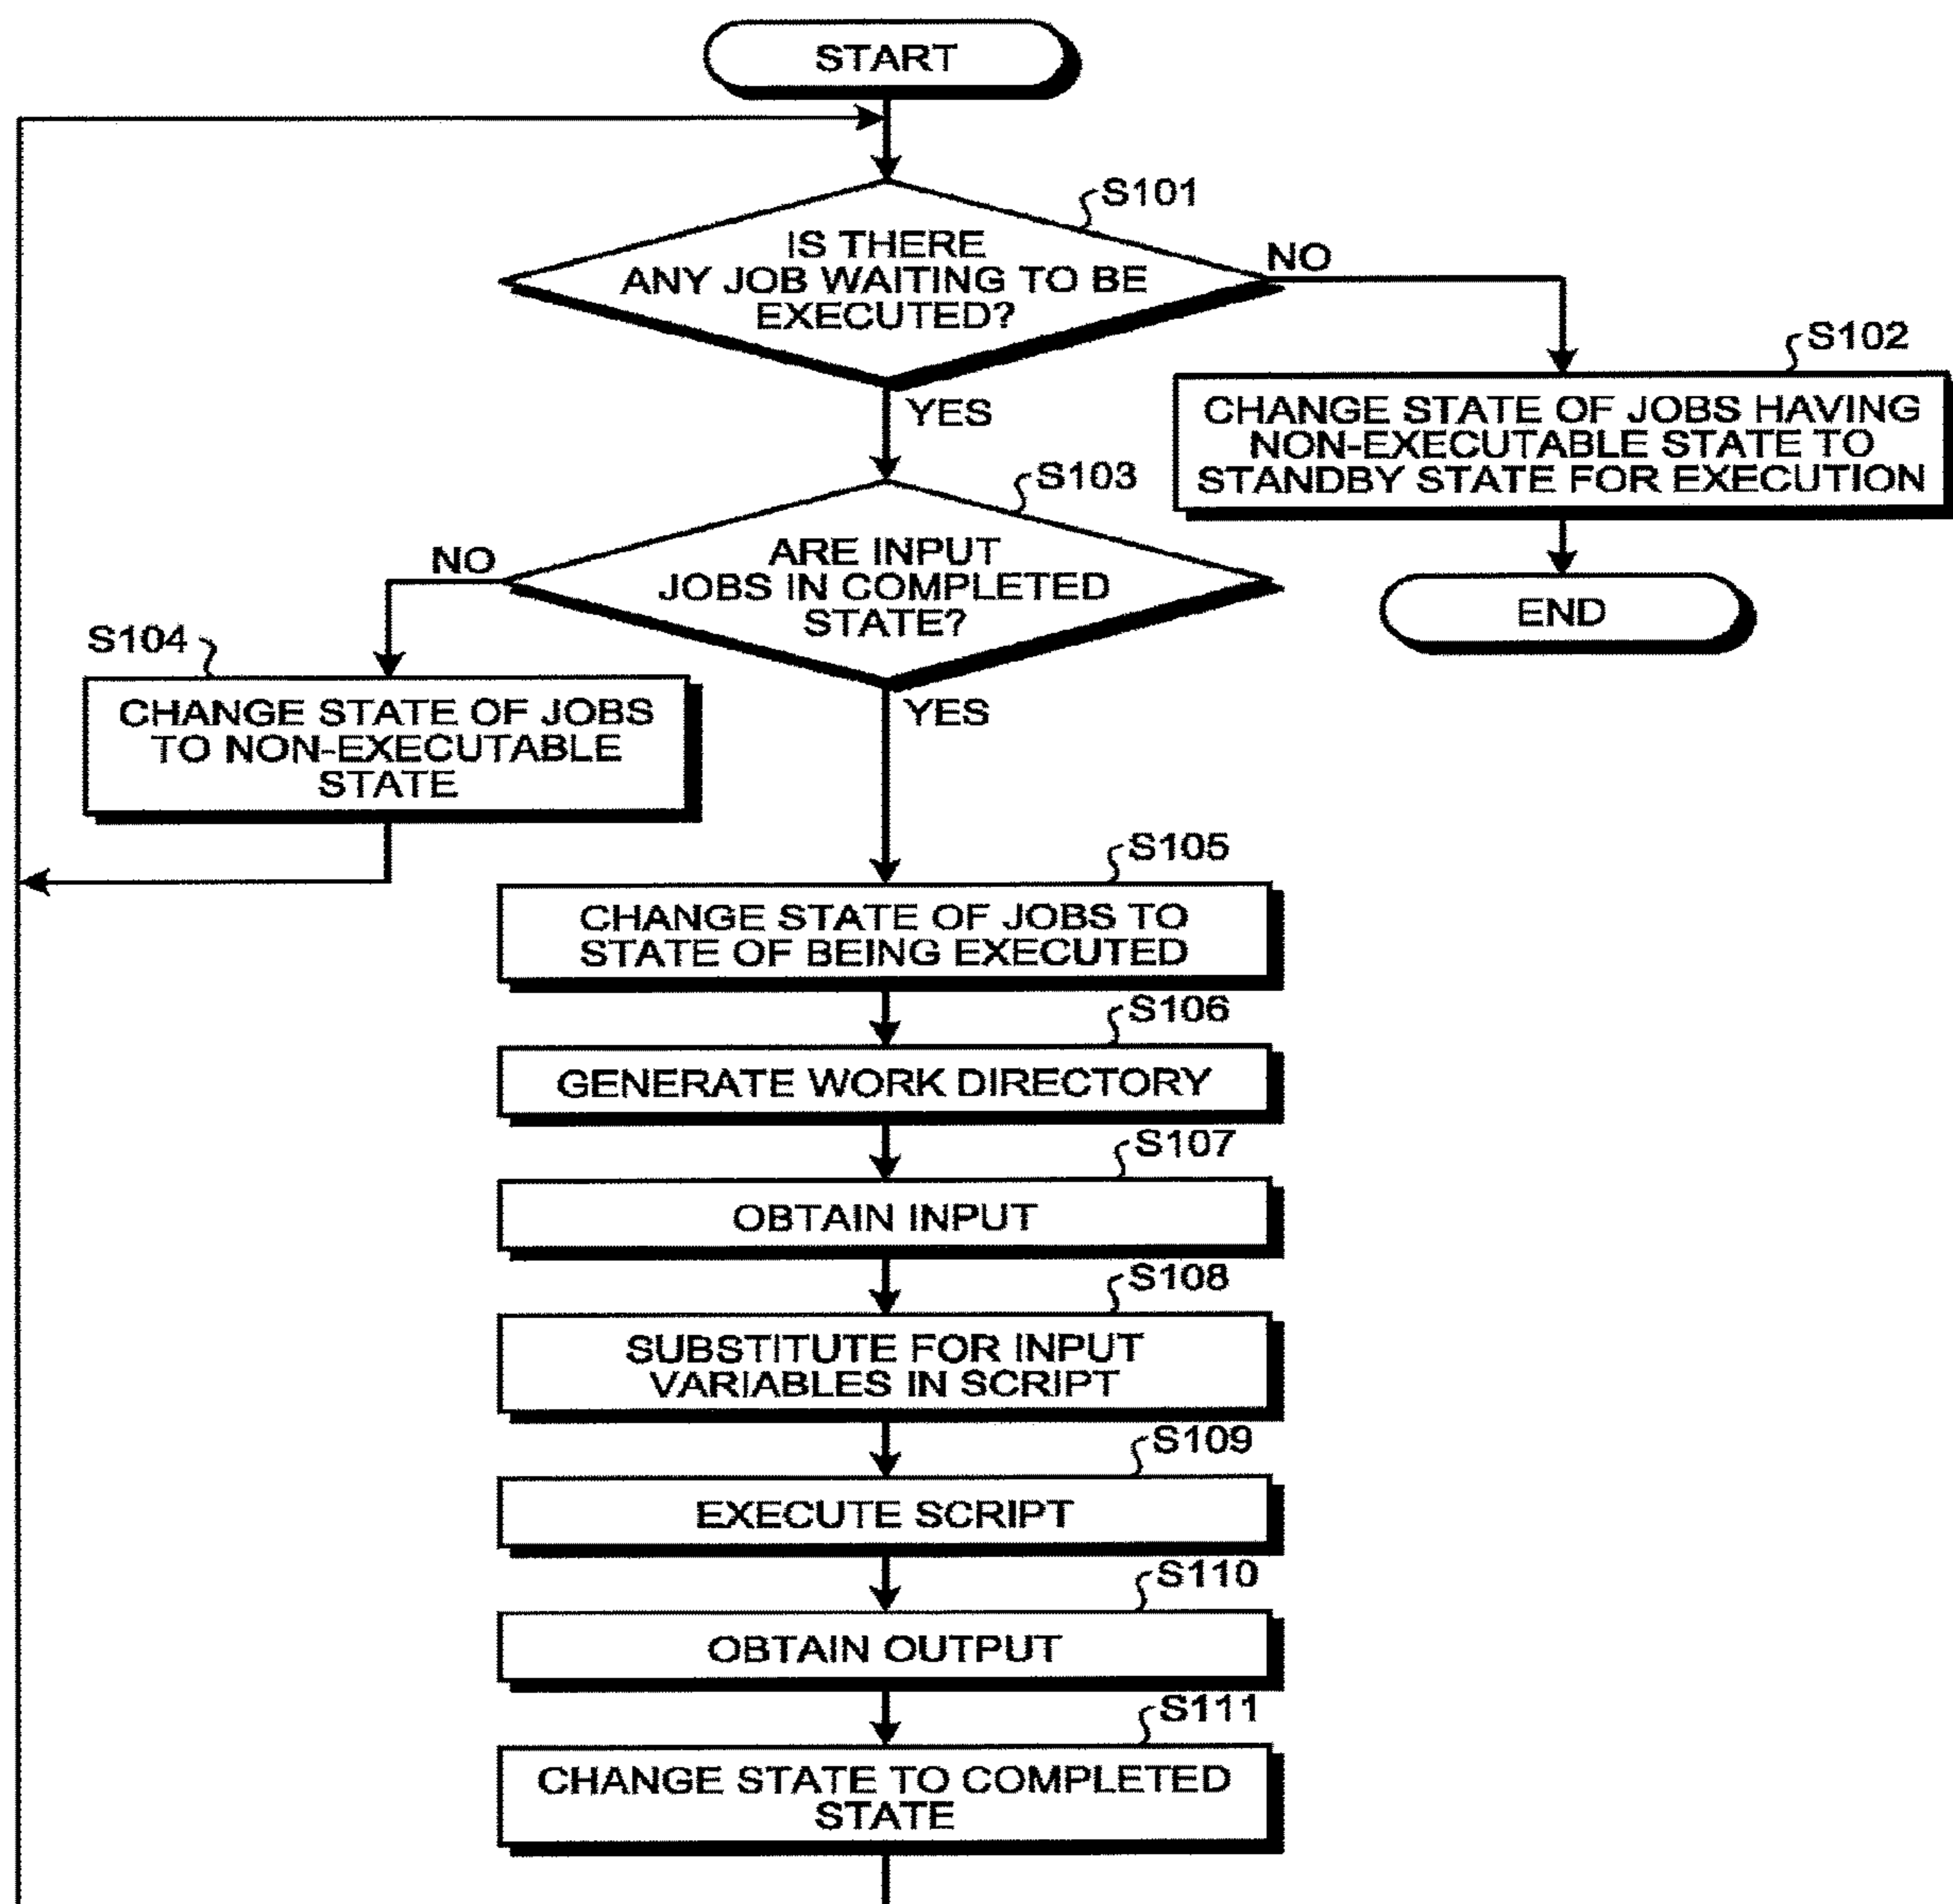 START
S101
IS THERE
ANY JOB WAITING TO BE
EXECUTED?
NO
YES
S102
CHANGE STATE OF JOBS HAVING
NON-EXECUTABLE STATE TO
STANDBY STATE FOR EXECUTION
END
S103
ARE INPUT
JOBS IN COMPLETED
STATE?
NO
YES
S104
CHANGE STATE OF JOBS
TO NON-EXECUTABLE
STATE
S105
CHANGE STATE OF JOBS TO
STATE OF BEING EXECUTED
S106
GENERATE WORK DIRECTORY
S107
OBTAIN INPUT
S108
SUBSTITUTE FOR INPUT
VARIABLES IN SCRIPT
S109
EXECUTE SCRIPT
S110
OBTAIN OUTPUT
S111
CHANGE STATE TO COMPLETED
STATE